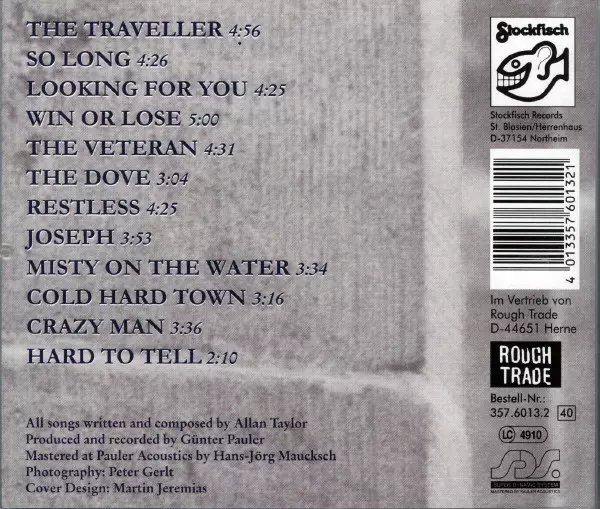 THE TRAVELLER 4:56
SO LONG 4:26
LOOKING FOR YOU 4:25
WIN OR LOSE 5:00
THE VETERAN 4:31
THE DOVE 3:04
RESTLESS 4:25
JOSEPH 3:53
MISTY ON THE WATER 3:34
COLD HARD TOWN 3:16
CRAZY MAN 3:36
HARD TO TELL 2:10
All songs written and composed by Allan Taylor
Produced and recorded by Günter Pauler
Mastered at Pauler Acoustics by Hans-Jörg Maucksch
Photography: Peter Gerlt
Cover Design: Martin Jeremias
Stockfisch
Stockfisch Records
St. Blasien/Herrenhaus
D-37154 Northeim
4 013357 601321
Im Vertrieb von
Rough Trade
D-44651 Herne
ROUGH
TRADE
Bestell-Nr.:
357.6013.2 40
LC 4910
SDS
SUPER DYNAMIC SYSTEM